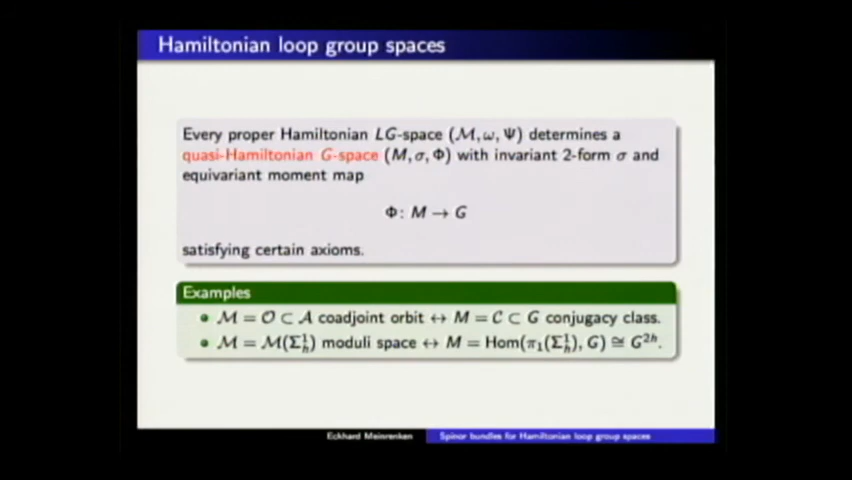 Hamiltonian loop group spaces
Every proper Hamiltonian LG-space (ℳ, ω, Ψ) determines a
quasi-Hamiltonian G-space (M, σ, Φ) with invariant 2-form σ and
equivariant moment map
Φ: M → G
satisfying certain axioms.
Examples
• ℳ = 𝒪 ⊂ 𝒜 coadjoint orbit ↔ M = 𝒞 ⊂ G conjugacy class.
• ℳ = ℳ(Σ¹ₕ) moduli space ↔ M = Hom(π₁(Σ¹ₕ), G) ≅ G²ʰ.
Eckhard Meinrenken Spinor bundles for Hamiltonian loop group spaces